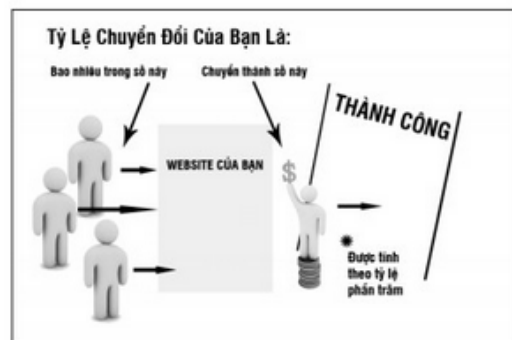 Tỷ Lệ Chuyển Đổi Của Bạn Là:
Bao nhiêu trong số này
Chuyển thành số này
WEBSITE CỦA BẠN
$
THÀNH CÔNG
Được tính
theo tỷ lệ
phần trăm